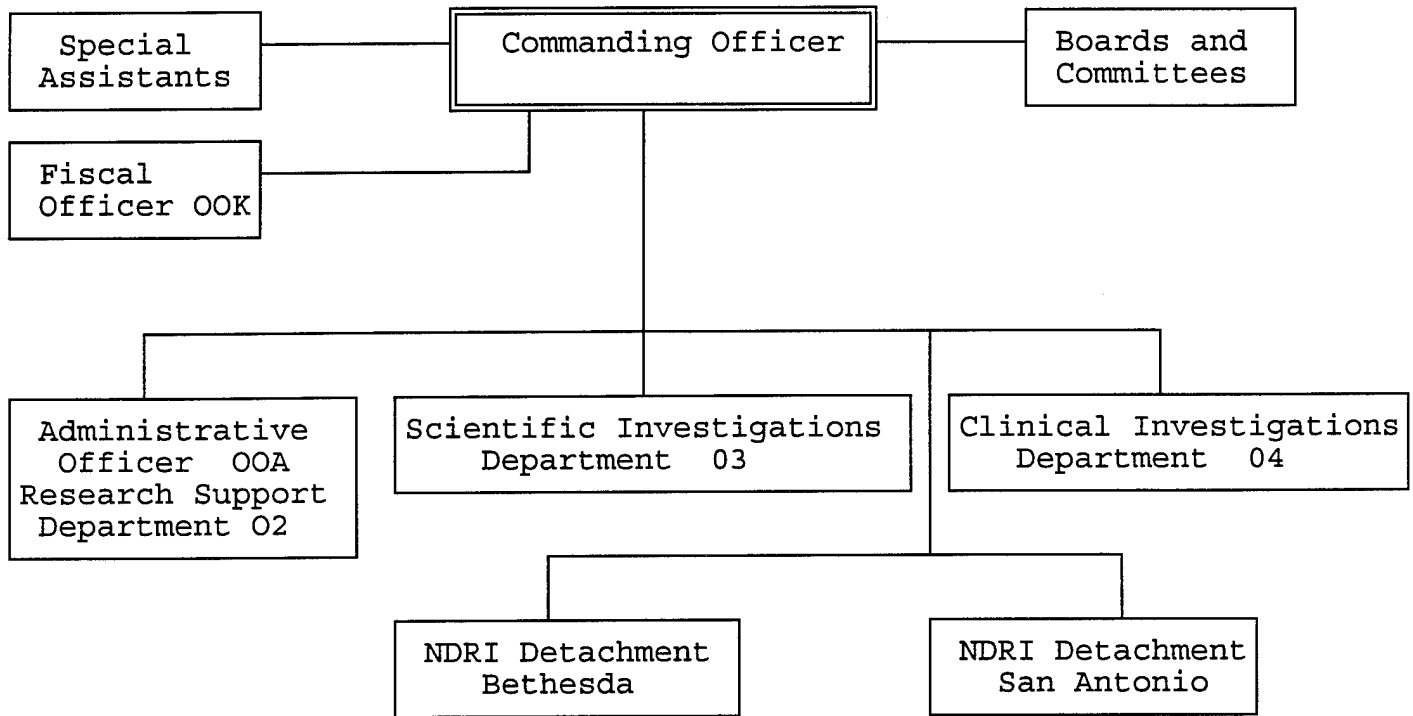 Special
Assistants
Commanding Officer
Boards and
Committees
Fiscal
Officer OOK
Administrative
Officer OOA
Research Support
Department O2
Scientific Investigations
Department 03
Clinical Investigations
Department 04
NDRI Detachment
Bethesda
NDRI Detachment
San Antonio